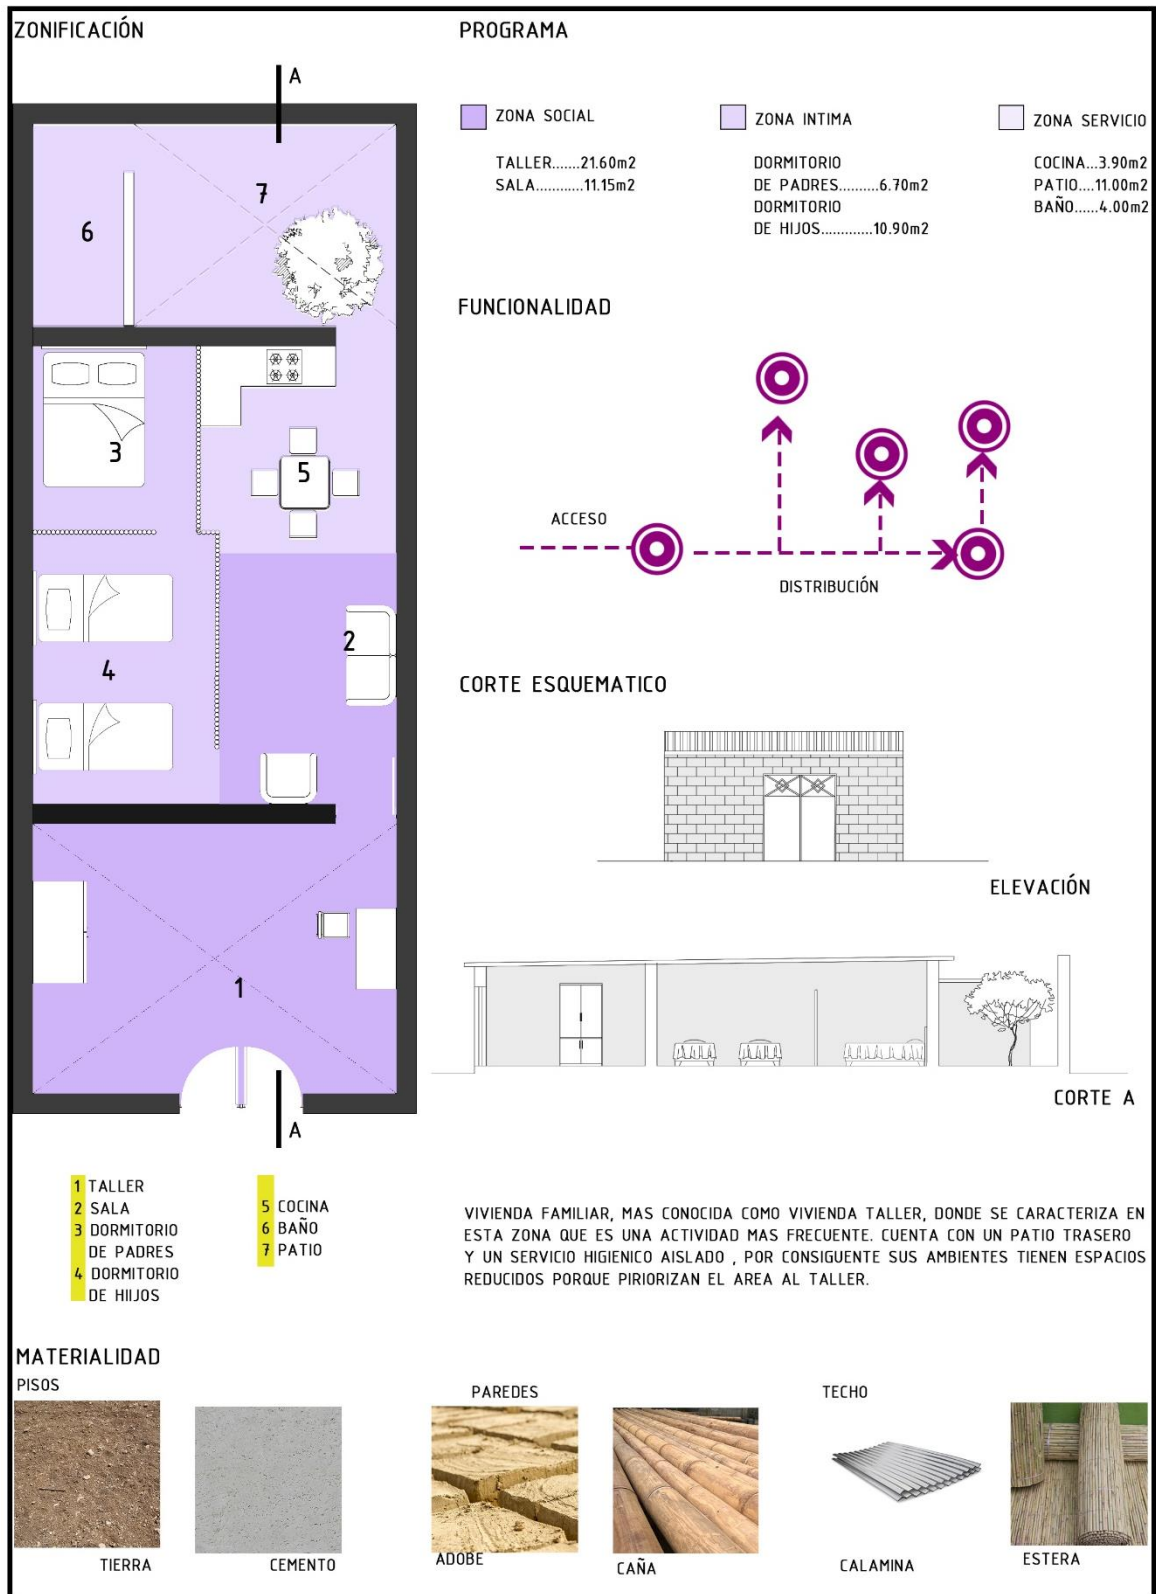 ZONIFICACIÓN
A
7
6
3
5
2
4
1
A
1 TALLER
2 SALA
3 DORMITORIO
DE PADRES
4 DORMITORIO
DE HIIJOS
5 COCINA
6 BAÑO
7 PATIO
PROGRAMA
ZONA SOCIAL
TALLER.......21.60m2
SALA............11.15m2
ZONA INTIMA
DORMITORIO
DE PADRES.........6.70m2
DORMITORIO
DE HIJOS.............10.90m2
ZONA SERVICIO
COCINA...3.90m2
PATIO....11.00m2
BAÑO.....4.00m2
FUNCIONALIDAD
ACCESO
DISTRIBUCIÓN
CORTE ESQUEMATICO
ELEVACIÓN
CORTE A
VIVIENDA FAMILIAR, MAS CONOCIDA COMO VIVIENDA TALLER, DONDE SE CARACTERIZA EN
ESTA ZONA QUE ES UNA ACTIVIDAD MAS FRECUENTE. CUENTA CON UN PATIO TRASERO
Y UN SERVICIO HIGIENICO AISLADO , POR CONSIGUENTE SUS AMBIENTES TIENEN ESPACIOS
REDUCIDOS PORQUE PIRIORIZAN EL AREA AL TALLER.
MATERIALIDAD
PISOS
TIERRA
CEMENTO
PAREDES
ADOBE
CAÑA
TECHO
CALAMINA
ESTERA